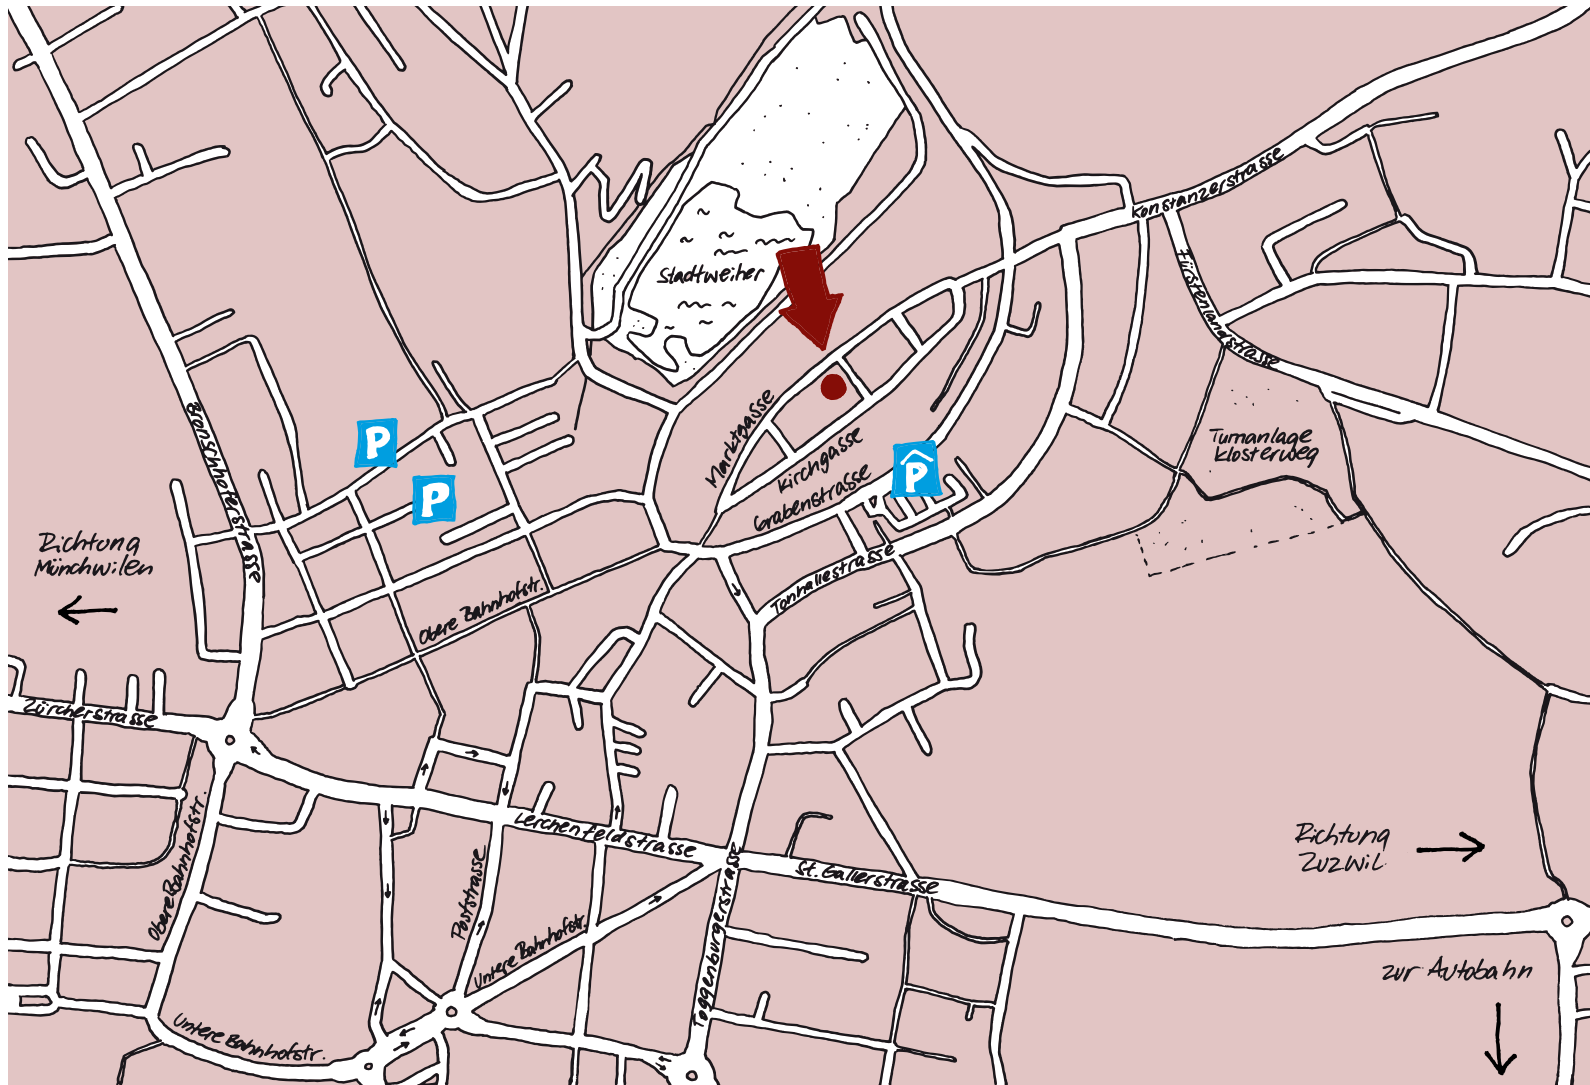 Konstanzerstrasse
Fürstenlandstrasse
Stadtweiher
Marktgasse
Kirchgasse
Grabenstrasse
Turnanlage
Klosterweg
Bronschhoferstrasse
P
P
P
Richtung
Münchwilen
Tonhallestrasse
Obere Bahnhofstr.
Zürcherstrasse
Lerchenfeldstrasse
St. Gallerstrasse
Richtung
Zuzwil
Obere Bahnhofstr.
Poststrasse
Untere Bahnhofstr.
Toggenburgerstrasse
zur Autobahn
Untere Bahnhofstr.